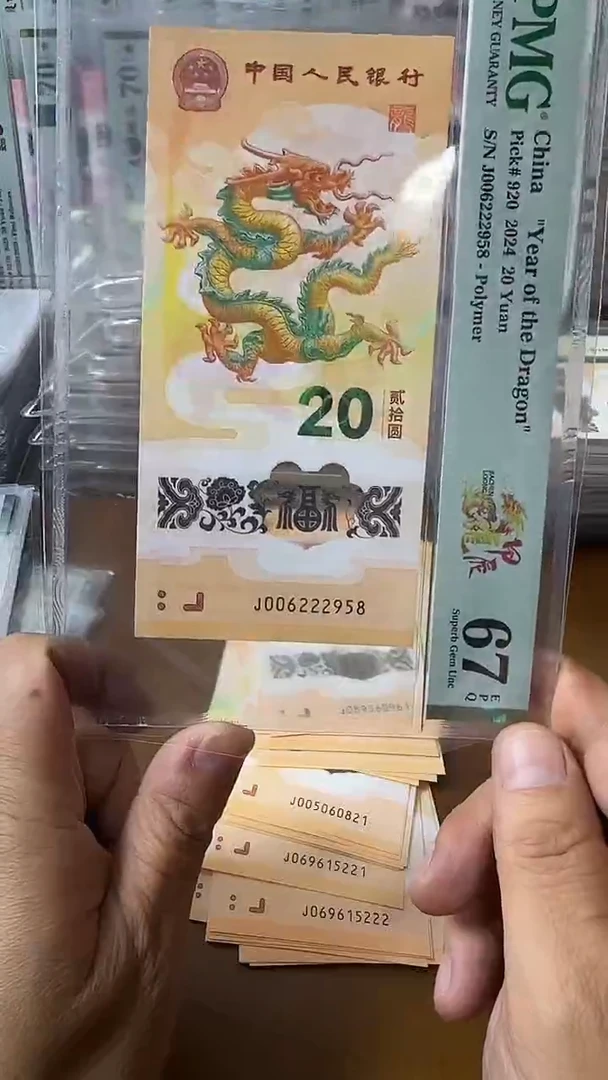 中国人民银行
20
贰拾圆
福
J006222958
PMG
NEY GUARANTY
China "Year of the Dragon"
Pick# 920 2024 20 Yuan
S/N J006222958 - Polymer
67 EPQ
Superb Gem Unc
J005060821
J069615221
J069615222